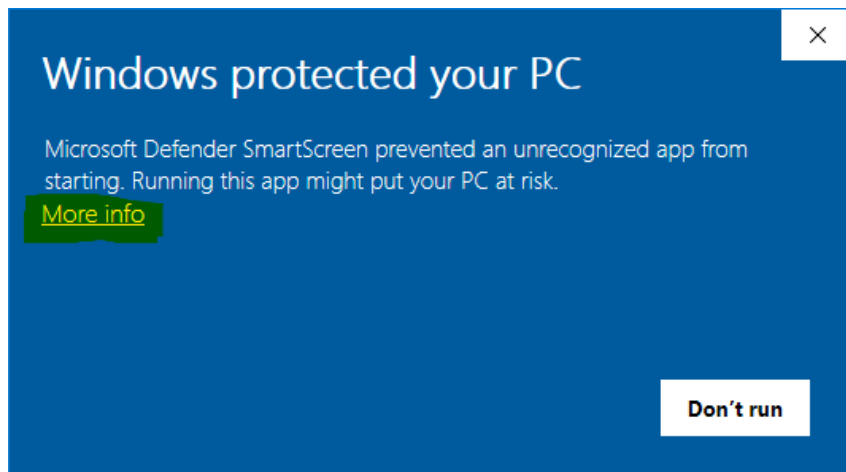 Windows protected your PC
Microsoft Defender SmartScreen prevented an unrecognized app from
starting. Running this app might put your PC at risk.
More info
Don't run